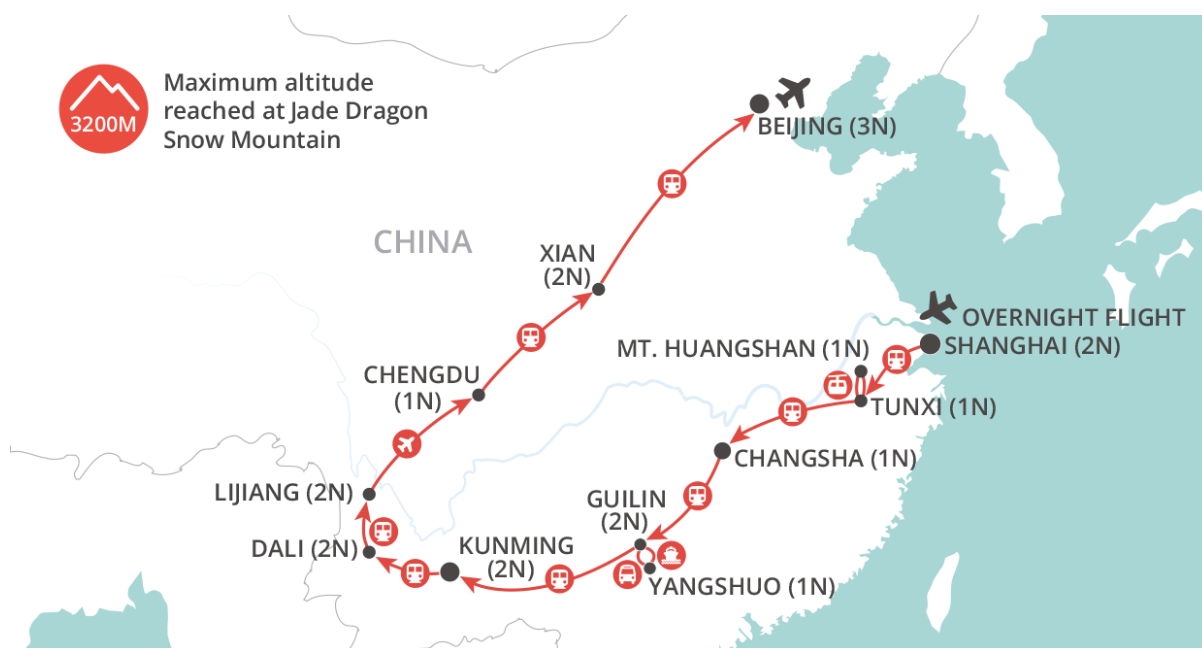 3200M
Maximum altitude
reached at Jade Dragon
Snow Mountain
BEIJING (3N)
CHINA
XIAN
(2N)
OVERNIGHT FLIGHT
SHANGHAI (2N)
MT. HUANGSHAN (1N)
CHENGDU
(1N)
TUNXI (1N)
CHANGSHA (1N)
LIJIANG (2N)
GUILIN
(2N)
DALI (2N)
KUNMING
(2N)
YANGSHUO (1N)